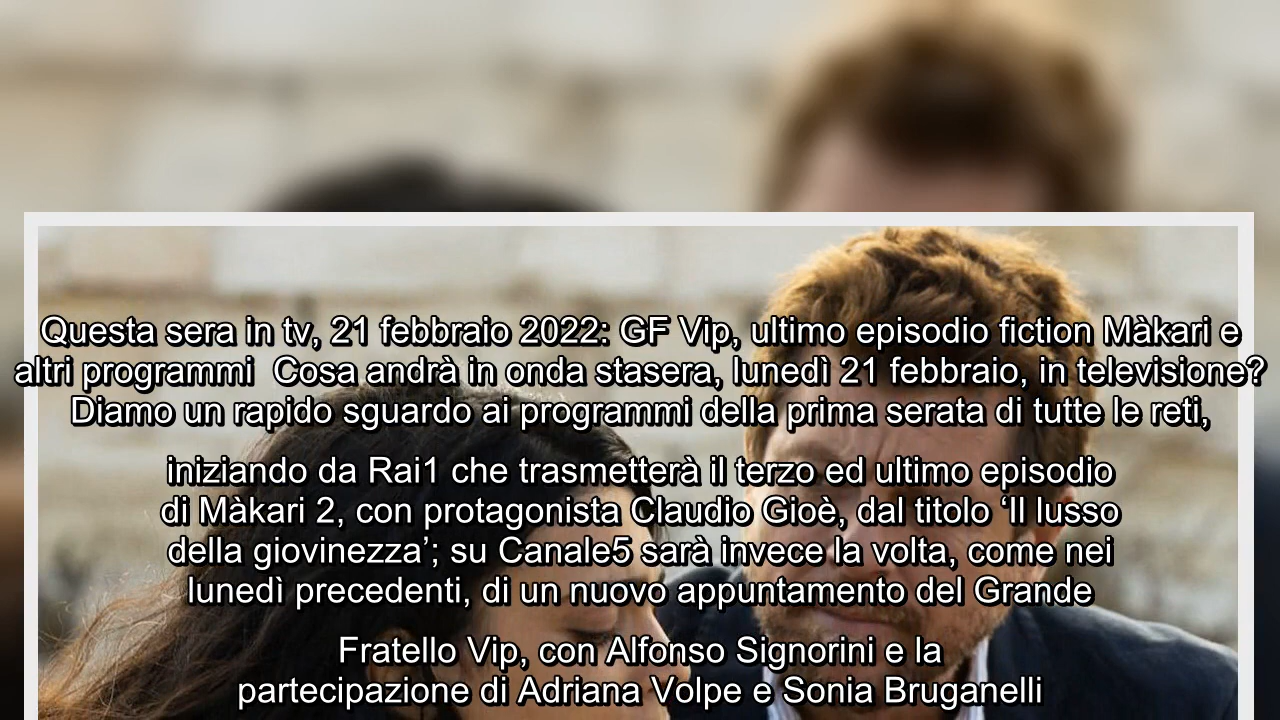 Questa sera in tv, 21 febbraio 2022: GF Vip, ultimo episodio fiction Màkari e
altri programmi  Cosa andrà in onda stasera, lunedì 21 febbraio, in televisione?
Diamo un rapido sguardo ai programmi della prima serata di tutte le reti,
iniziando da Rai1 che trasmetterà il terzo ed ultimo episodio
di Màkari 2, con protagonista Claudio Gioè, dal titolo ‘Il lusso
della giovinezza’; su Canale5 sarà invece la volta, come nei
lunedì precedenti, di un nuovo appuntamento del Grande
Fratello Vip, con Alfonso Signorini e la
partecipazione di Adriana Volpe e Sonia Bruganelli